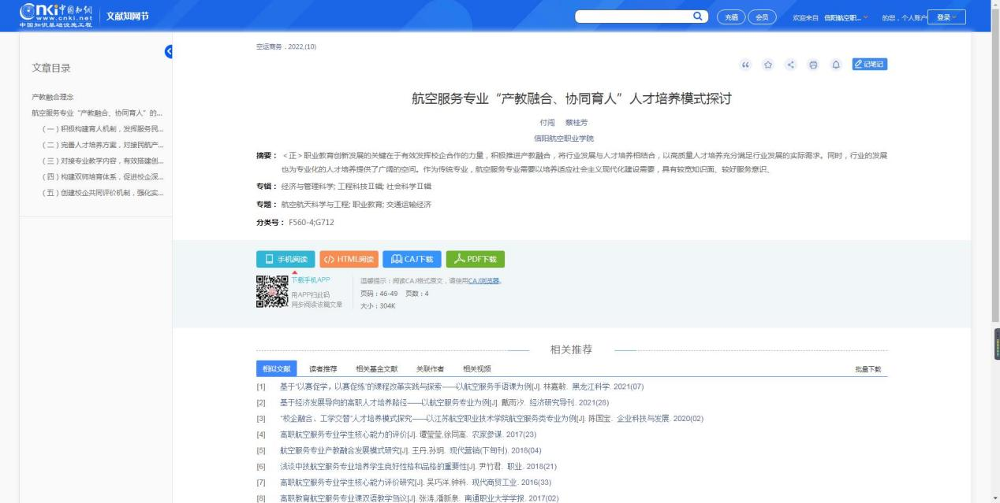 cnki中国知网
www.cnki.net
中国知识基础设施工程
文献知网节
充值
会员
欢迎来自 信阳航空职...
的您，个人账户
登录
文章目录
产教融合理念
航空服务专业“产教融合、协同育人”的...
（一）积极构建育人机制，发挥服务民...
（二）完善人才培养方案，对接民航产...
（三）对接专业教学内容，有效搭建创...
（四）构建双师培育体系，促进校企深...
（五）创建校企共同评价机制，强化实...
空运商务 . 2022,(10)
记笔记
航空服务专业“产教融合、协同育人”人才培养模式探讨
付闯 蔡桂芳
信阳航空职业学院
摘要： ＜正＞职业教育创新发展的关键在于有效发挥校企合作的力量，积极推进产教融合，将行业发展与人才培养相结合，以高质量人才培养充分满足行业发展的实际需求。同时，行业的发展
也为专业化的人才培养提供了广阔的空间。作为传统专业，航空服务专业需要以培养适应社会主义现代化建设需要，具有较宽知识面、较好服务意识、
专辑： 经济与管理科学; 工程科技Ⅱ辑; 社会科学Ⅱ辑
专题： 航空航天科学与工程; 职业教育; 交通运输经济
分类号： F560-4;G712
手机阅读
HTML阅读
CAJ下载
PDF下载
下载手机APP
用APP扫此码
同步阅读该篇文章
温馨提示：阅读CAJ格式原文，请使用CAJ浏览器。
页码：46-49 页数：4
大小：304K
相关推荐
相似文献
读者推荐
相关基金文献
关联作者
相关视频
批量下载
[1] 基于“以赛促学，以赛促练”的课程改革实践与探索——以航空服务手语课为例[J]. 林嘉敏. 黑龙江科学. 2021(07)
[2] 基于经济发展导向的高职人才培养路径——以航空服务专业为例[J]. 戴雨汐. 经济研究导刊. 2021(28)
[3] “校企融合、工学交替”人才培养模式探究——以江苏航空职业技术学院航空服务类专业为例[J]. 陈国宝. 企业科技与发展. 2020(02)
[4] 高职航空服务专业学生核心能力的评价[J]. 谭莹莹,徐同高. 农家参谋. 2017(23)
[5] 航空服务专业产教融合发展模式研究[J]. 王丹,孙玥. 现代营销(下旬刊). 2018(04)
[6] 浅谈中技航空服务专业培养学生良好性格和品格的重要性[J]. 尹竹君. 职业. 2018(21)
[7] 高职航空服务专业学生核心能力评价研究[J]. 吴巧洋,钟科. 现代商贸工业. 2016(33)
[8] 高职教育航空服务专业课双语教学刍议[J]. 张涛,潘新泉. 南通职业大学学报. 2017(02)